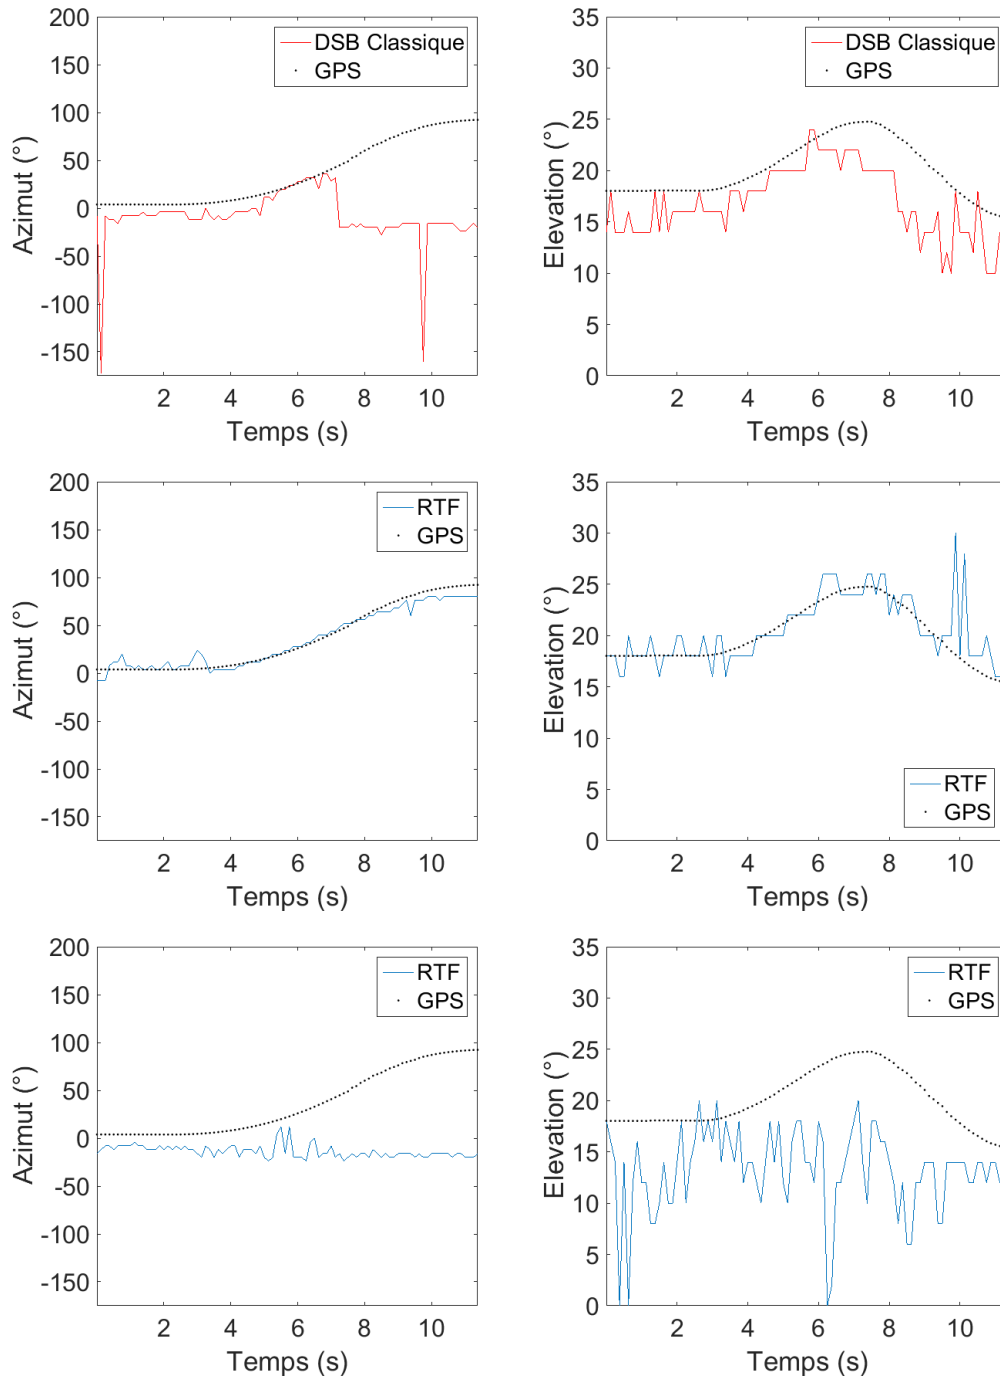 200
150
100
50
0
-50
-100
-150
Azimut (°)
2 4 6 8 10
Temps (s)
DSB Classique
GPS
35
30
25
20
15
10
5
0
Elevation (°)
2 4 6 8 10
Temps (s)
DSB Classique
GPS
200
150
100
50
0
-50
-100
-150
Azimut (°)
2 4 6 8 10
Temps (s)
RTF
GPS
35
30
25
20
15
10
5
0
Elevation (°)
2 4 6 8 10
Temps (s)
RTF
GPS
200
150
100
50
0
-50
-100
-150
Azimut (°)
2 4 6 8 10
Temps (s)
RTF
GPS
35
30
25
20
15
10
5
0
Elevation (°)
2 4 6 8 10
Temps (s)
RTF
GPS